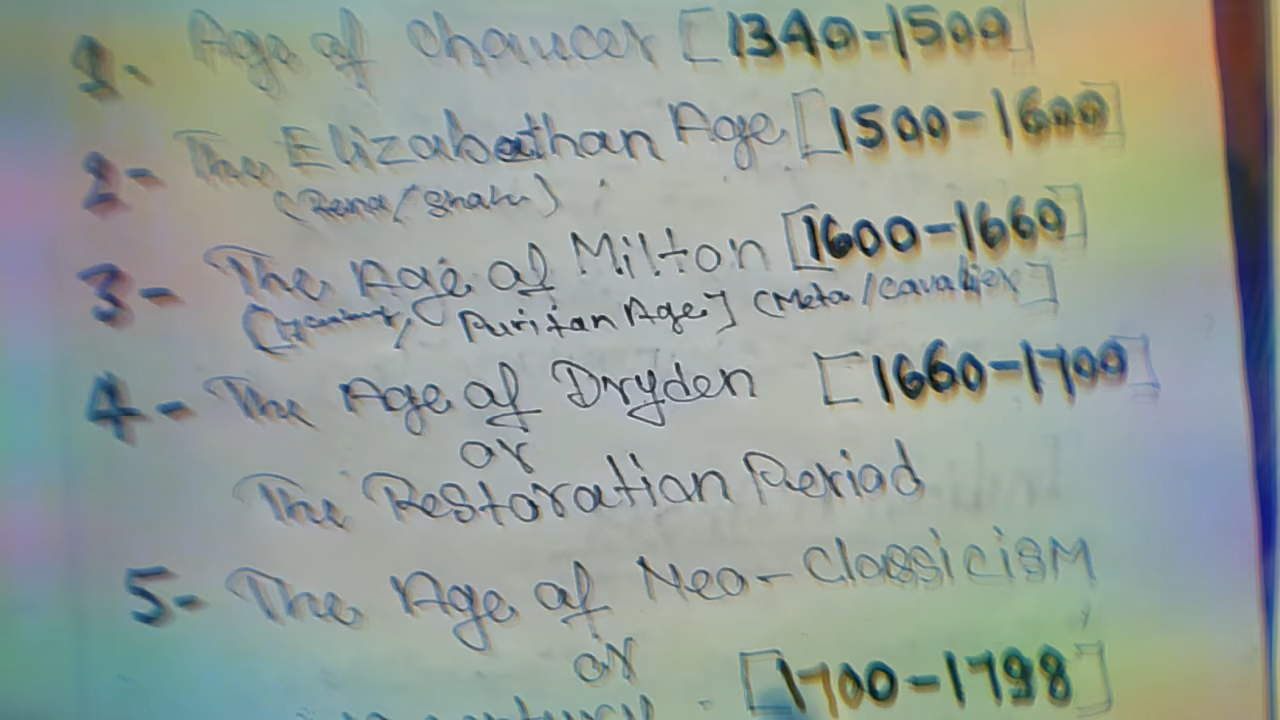 1. Age of Chaucer [1340-1500]
2- The Elizabethan Age [1500-1600]
(Rena/Shak)
3- The Age of Milton [1600-1660]
Puritan Age] (Meta/Cavalier]
4- The Age of Dryden [1660-1700]
or
The Restoration Period
5- The Age of Neo-Classicism
or
[1700-1798]